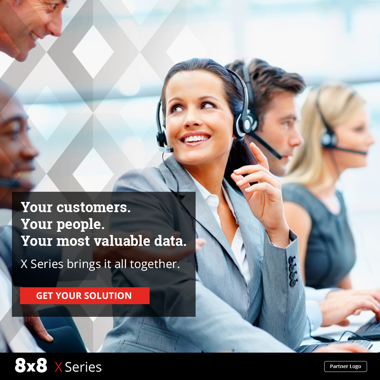 Your customers.
Your people.
Your most valuable data.
X Series brings it all together.
GET YOUR SOLUTION
8x8 X Series
Partner Logo